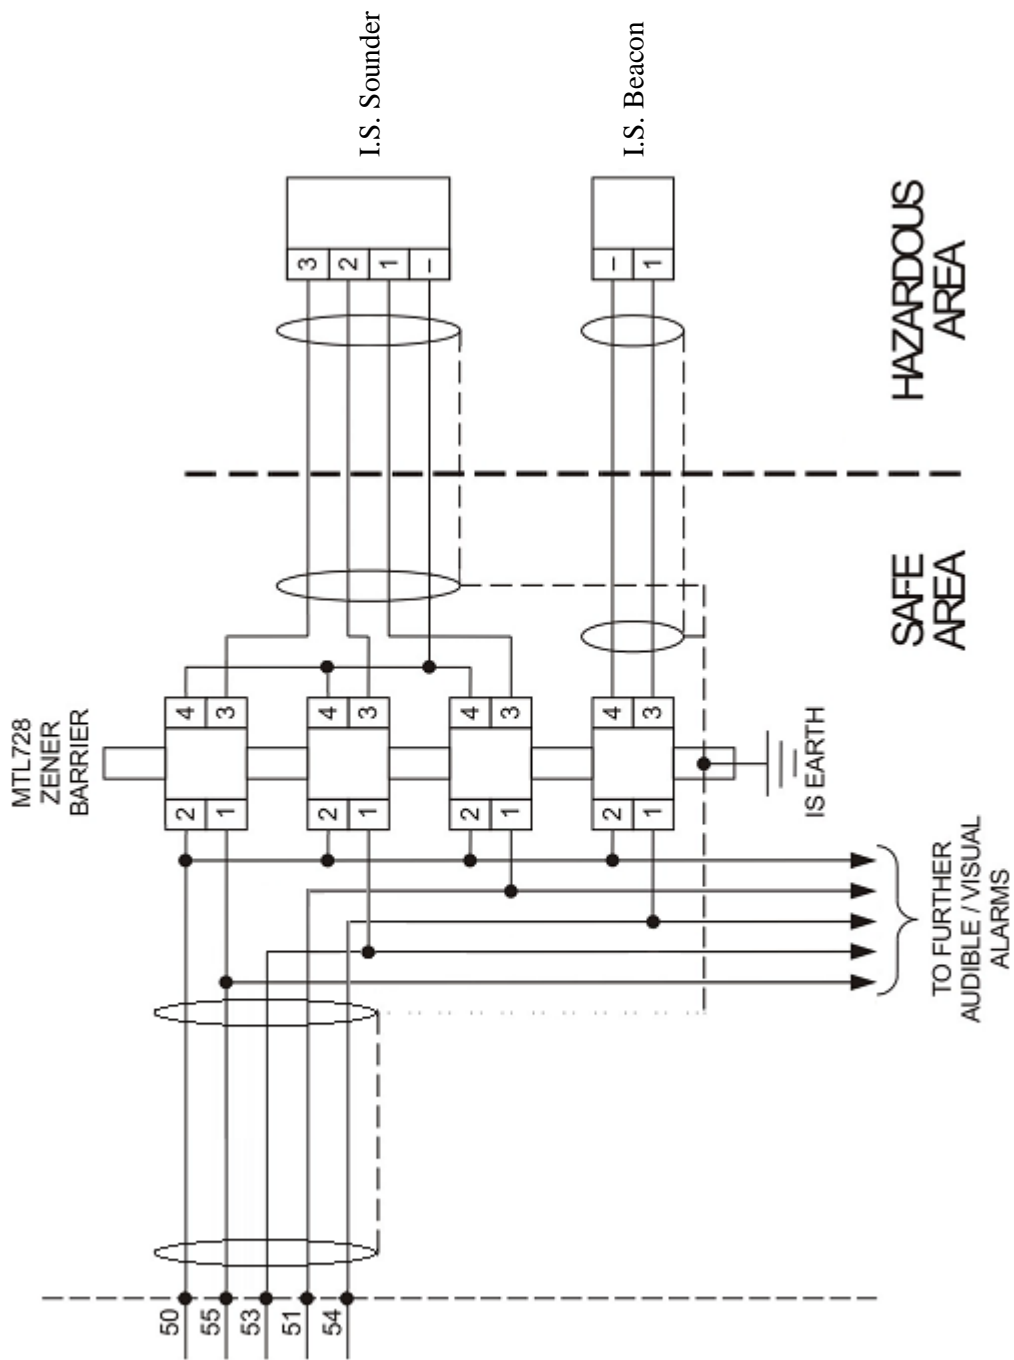 MTL728
ZENER
BARRIER
I.S. Sounder
I.S. Beacon
3
2
1
-
-
1
4
3
4
3
4
3
4
3
2
1
2
1
2
1
2
1
50
55
53
51
54
IS EARTH
TO FURTHER
AUDIBLE / VISUAL
ALARMS
SAFE
AREA
HAZARDOUS
AREA